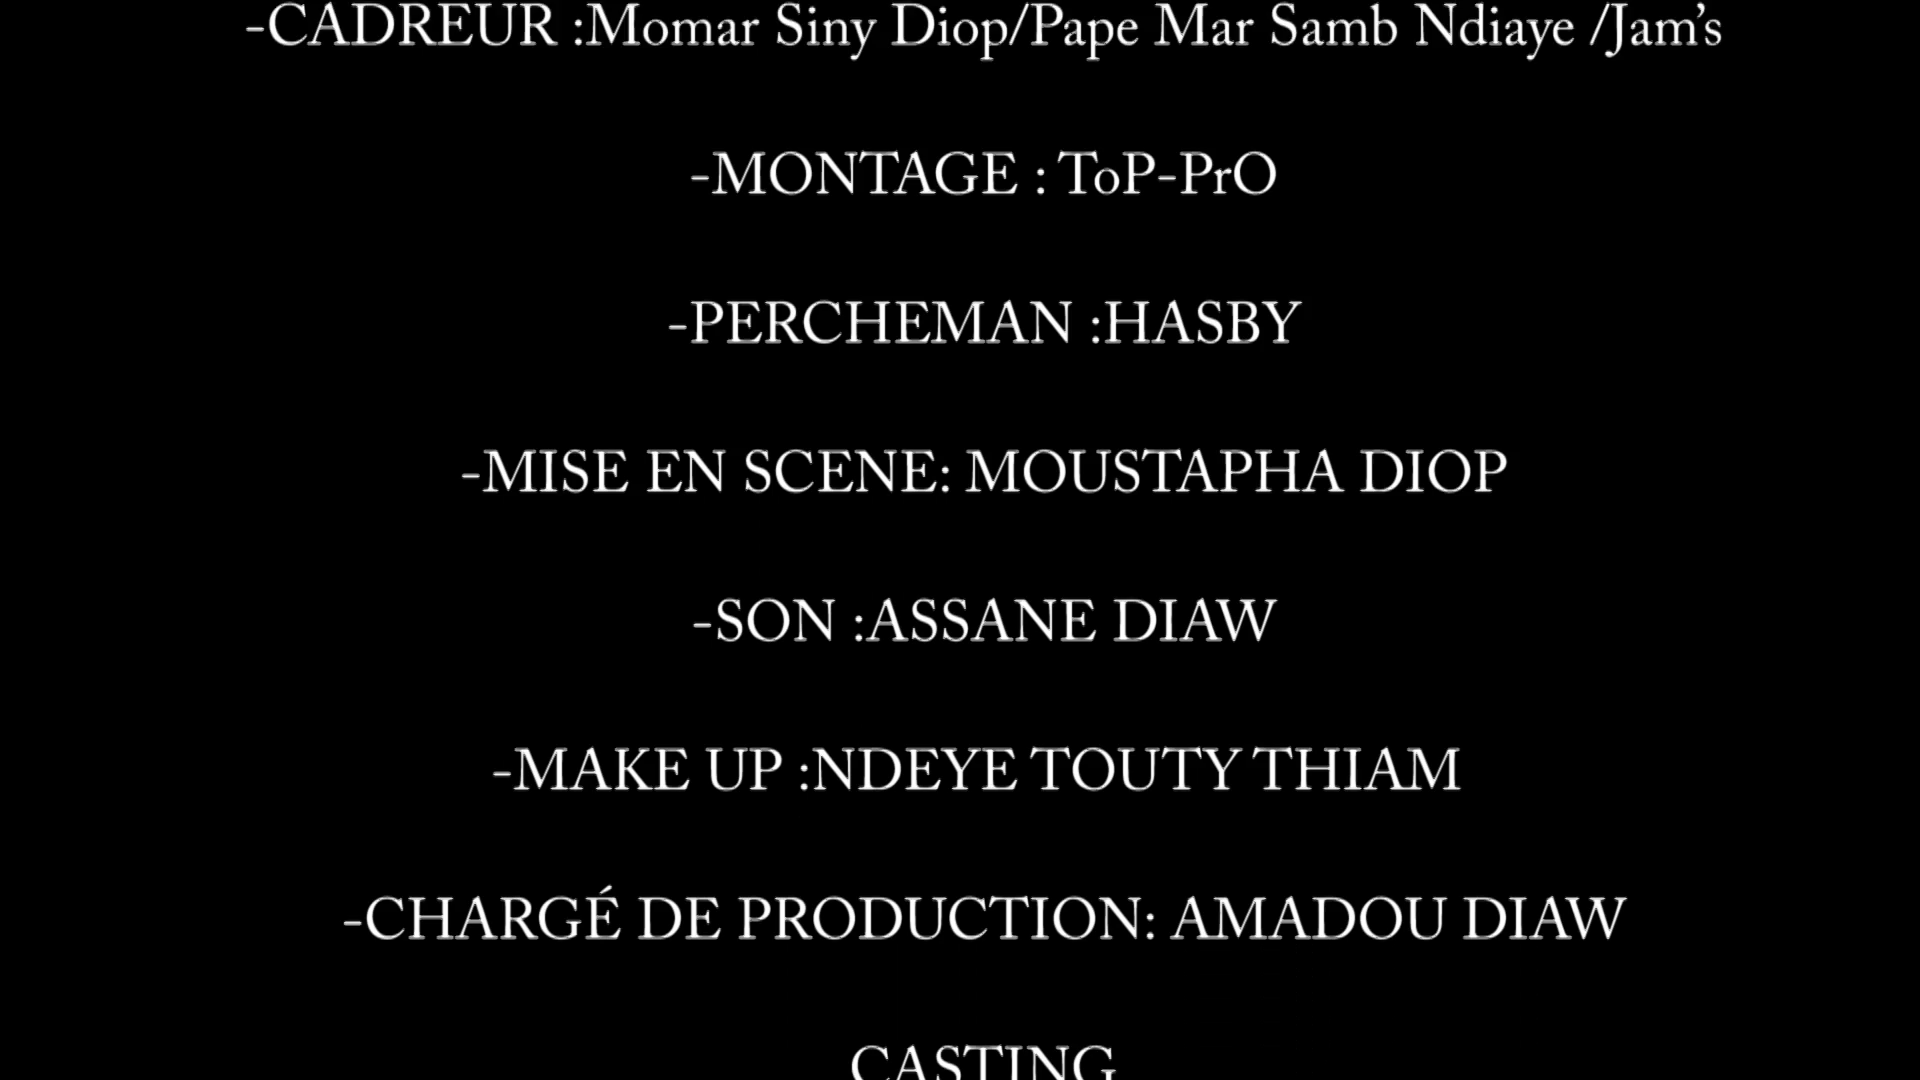 -CADREUR :Momar Siny Diop/Pape Mar Samb Ndiaye /Jam’s
-MONTAGE : ToP-PrO
-PERCHEMAN :HASBY
-MISE EN SCENE: MOUSTAPHA DIOP
-SON :ASSANE DIAW
-MAKE UP :NDEYE TOUTY THIAM
-CHARGÉ DE PRODUCTION: AMADOU DIAW
CASTING